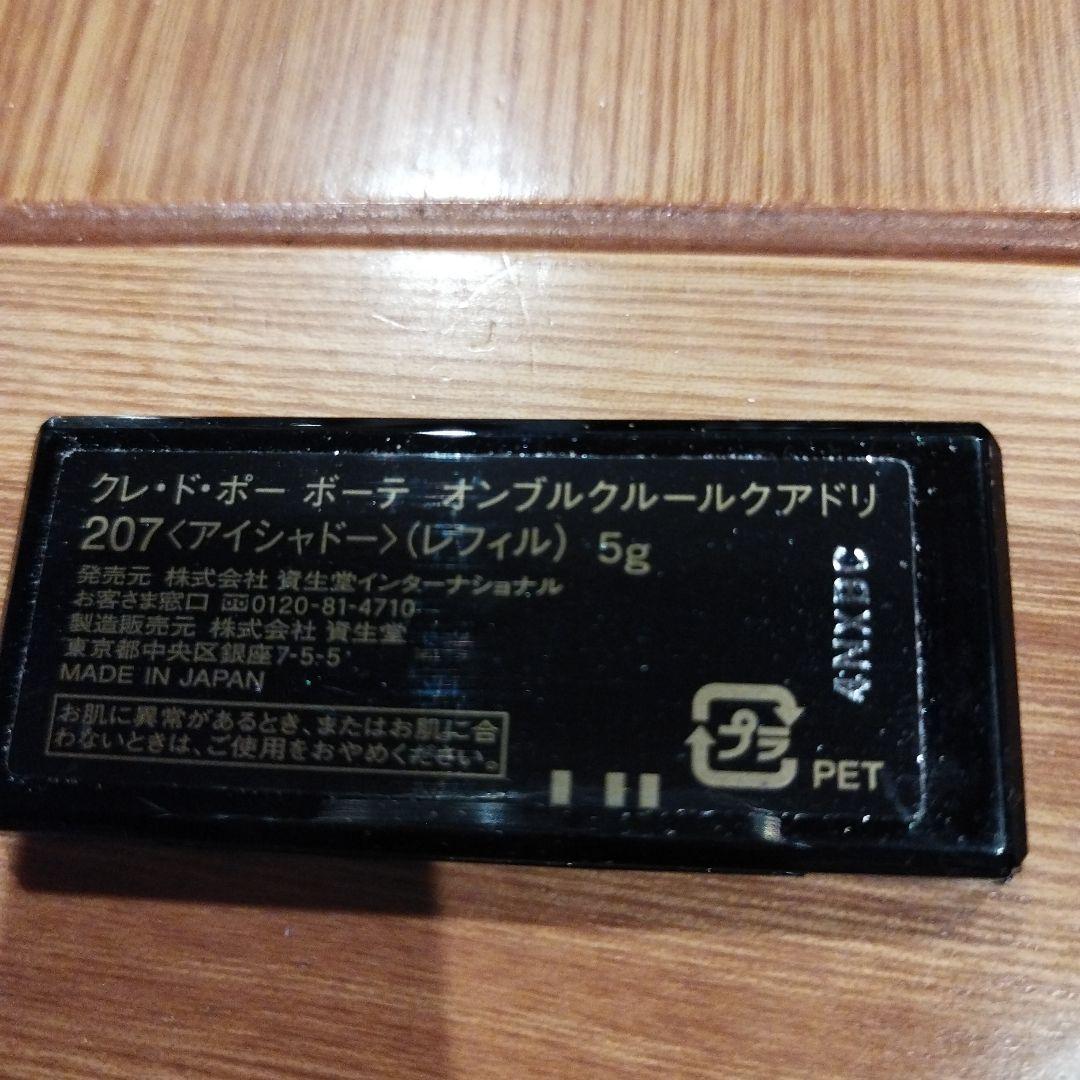 クレ・ド・ポー ボーテ オンブルクルールクアドリ
207〈アイシャドー〉(レフィル) 5g
発売元 株式会社 資生堂インターナショナル
お客さま窓口 0120-81-4710
製造販売元 株式会社 資生堂
東京都中央区銀座7-5-5
MADE IN JAPAN
お肌に異常があるとき、またはお肌に合
わないときは、ご使用をおやめください。
プラ
PET
4NXBC